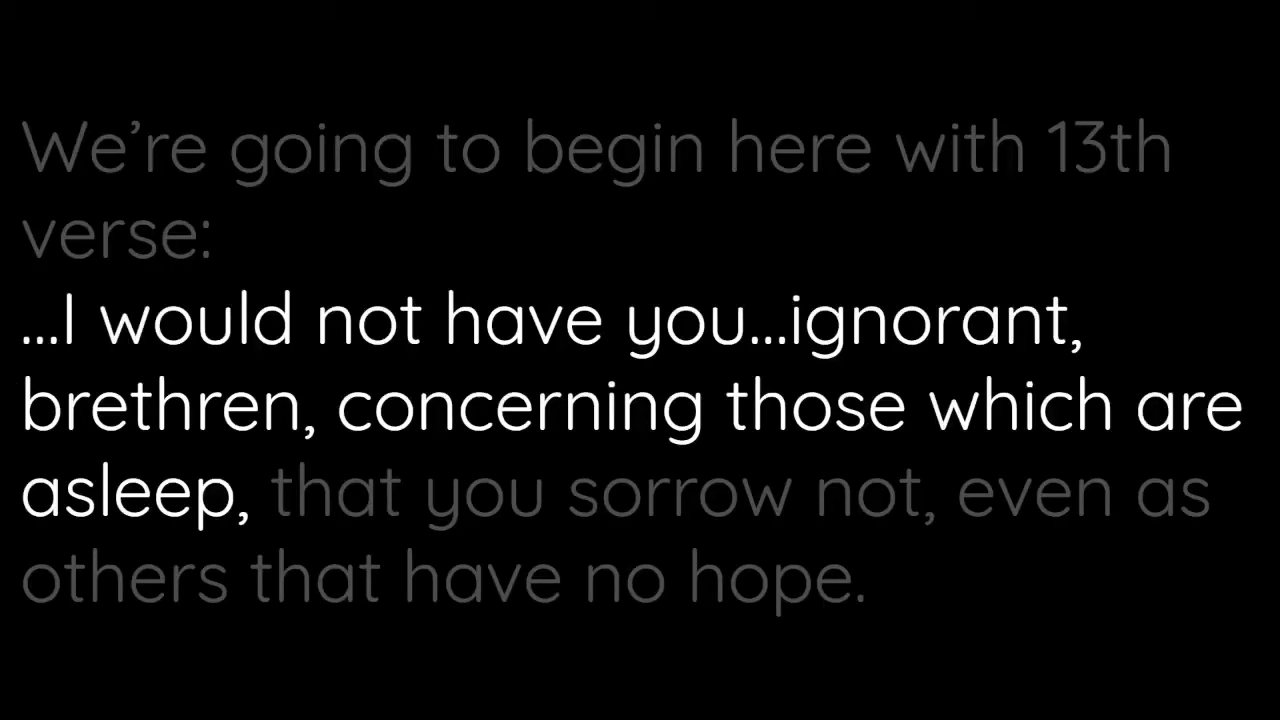 We’re going to begin here with 13th
verse:
...I would not have you...ignorant,
brethren, concerning those which are
asleep, that you sorrow not, even as
others that have no hope.